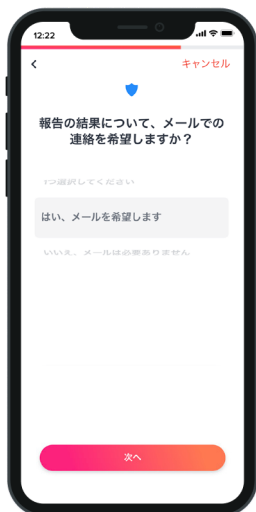 12:22
キャンセル
報告の結果について、メールでの
連絡を希望しますか？
1つ選択してください
はい、メールを希望します
いいえ、メールは必要ありません
次へ